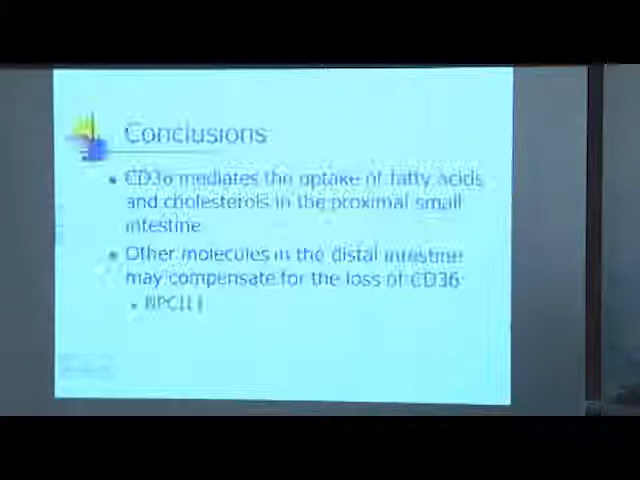 Conclusions
CD36 mediates the uptake of fatty acids
and cholesterols in the proximal small
intestine
Other molecules in the distal intestine
may compensate for the loss of CD36
NPC1L1